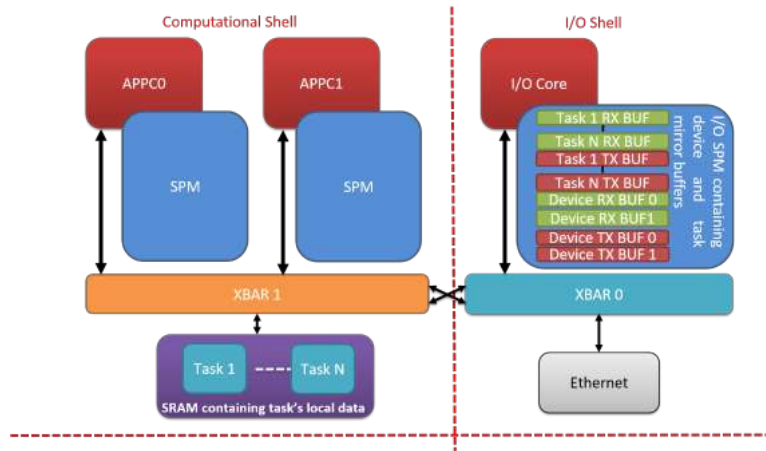 Computational Shell
I/O Shell
APPC0
APPC1
I/O Core
SPM
SPM
Task 1 RX BUF
Task N RX BUF
Task 1 TX BUF
Task N TX BUF
Device RX BUF 0
Device RX BUF1
Device TX BUF 0
Device TX BUF 1
I/O SPM containing
device and task
mirror buffers
XBAR 1
XBAR 0
Task 1
Task N
SRAM containing task's local data
Ethernet